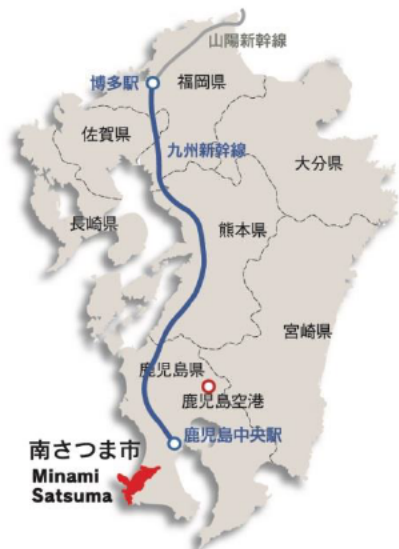 山陽新幹線
博多駅
福岡県
佐賀県
九州新幹線
大分県
長崎県
熊本県
宮崎県
鹿児島県
鹿児島空港
鹿児島中央駅
南さつま市
Minami
Satsuma